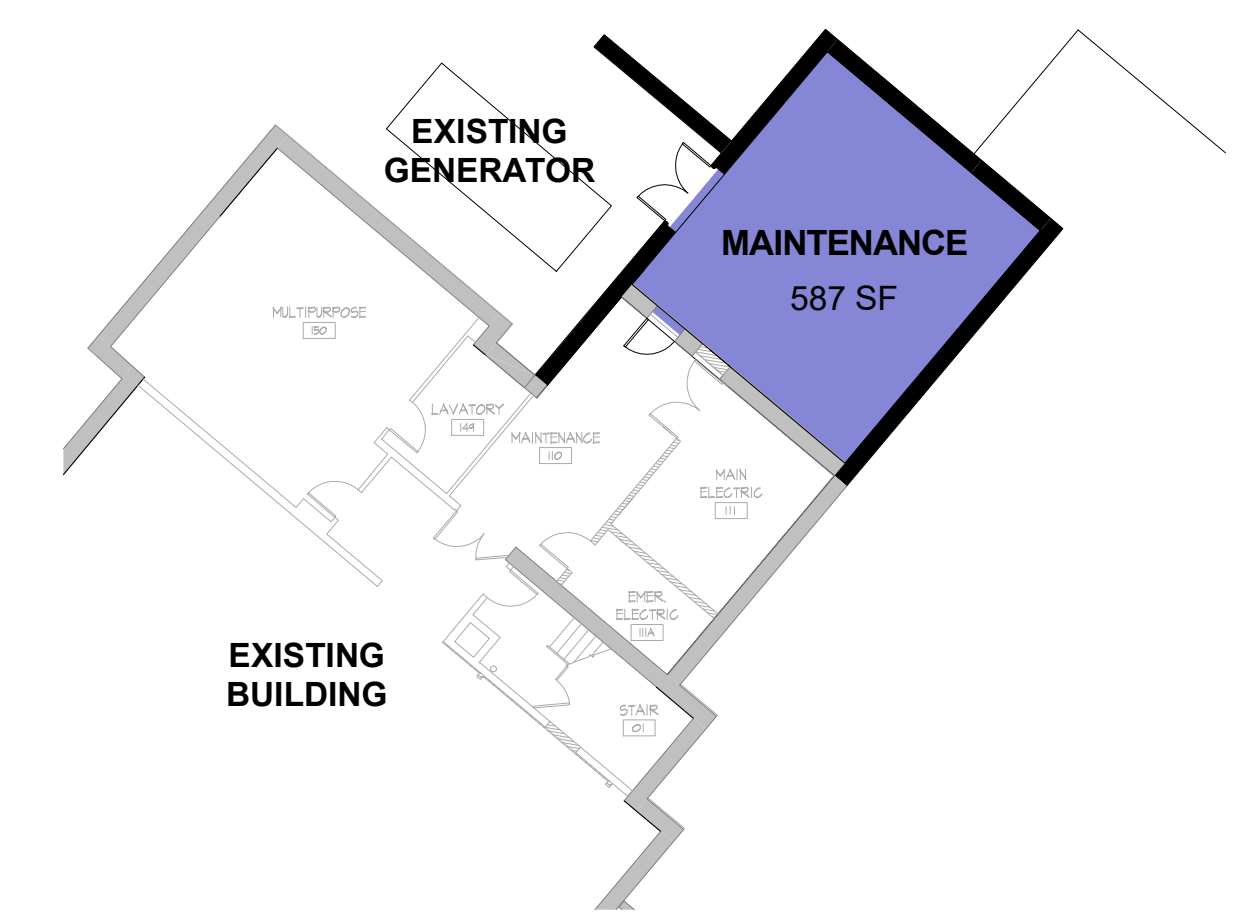 EXISTING
GENERATOR
MAINTENANCE
587 SF
MULTIPURPOSE
150
LAVATORY
149
MAINTENANCE
110
MAIN
ELECTRIC
111
EMER.
ELECTRIC
111A
EXISTING
BUILDING
STAIR
01